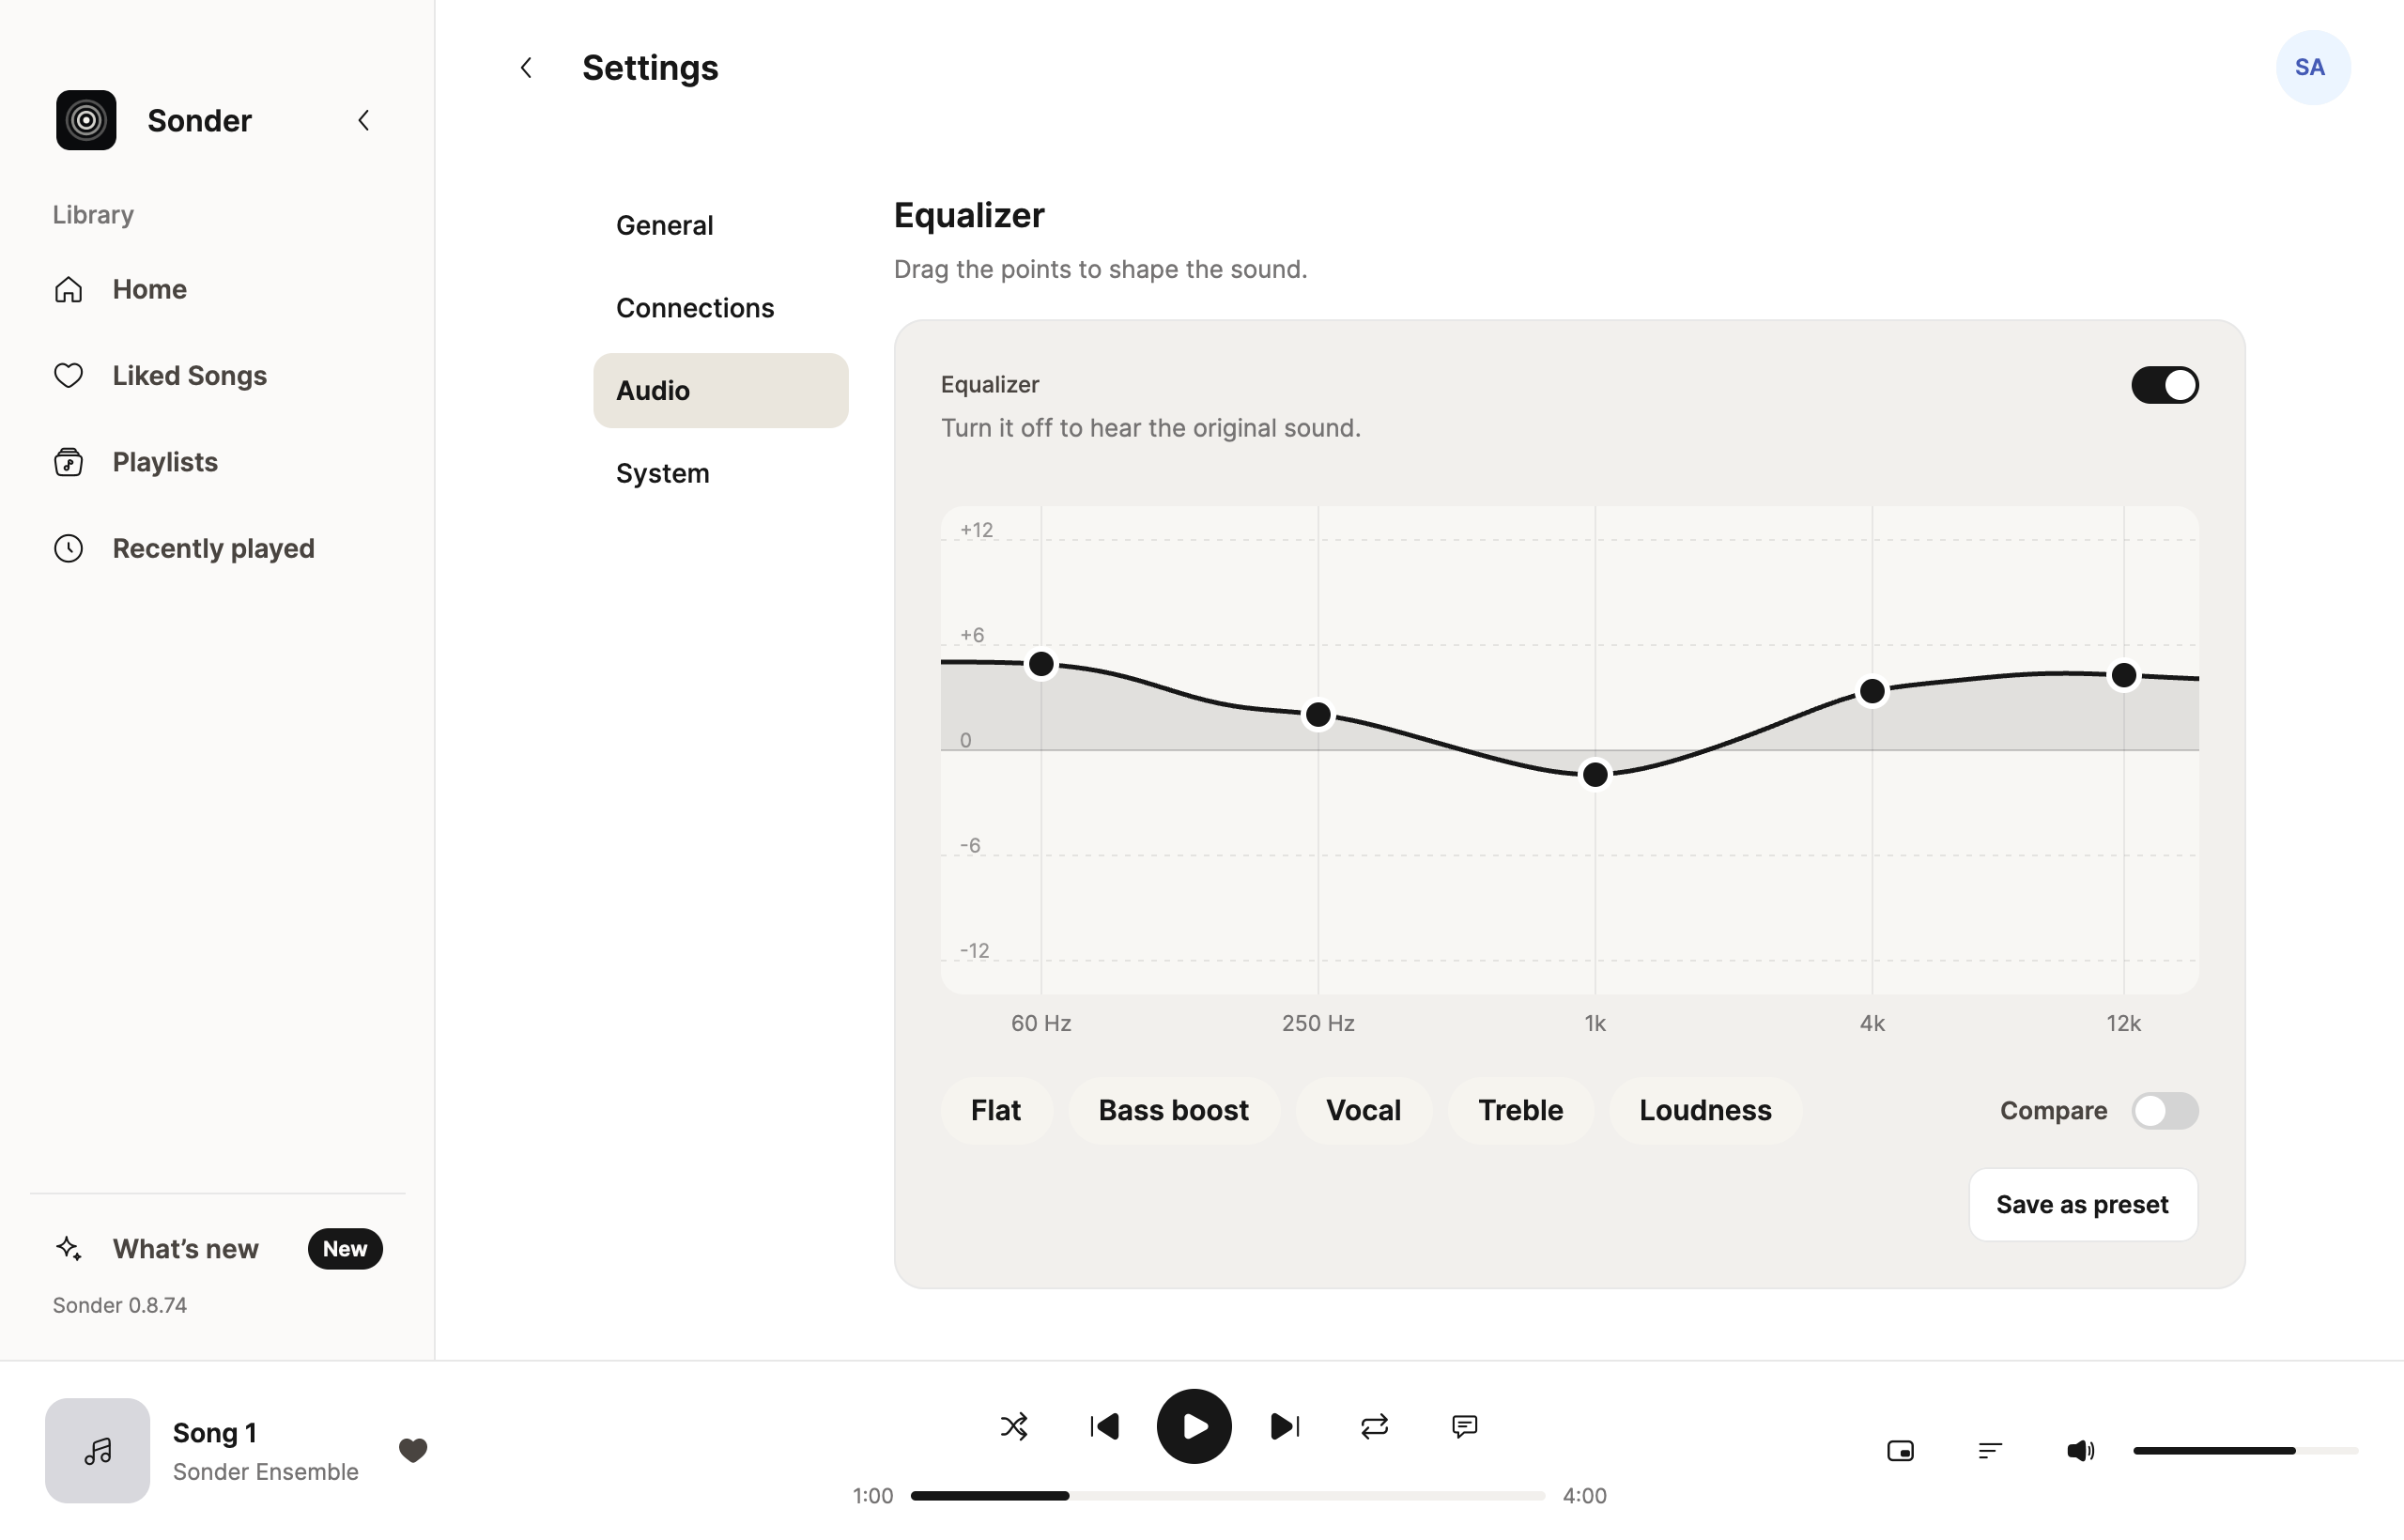 Sonder
Library
Home
Liked Songs
Playlists
Recently played
What’s new
New
Sonder 0.8.74
Settings
SA
General
Connections
Audio
System
Equalizer
Drag the points to shape the sound.
Equalizer
Turn it off to hear the original sound.
+12
+6
0
-6
-12
60 Hz
250 Hz
1k
4k
12k
Flat
Bass boost
Vocal
Treble
Loudness
Compare
Save as preset
Song 1
Sonder Ensemble
1:00
4:00